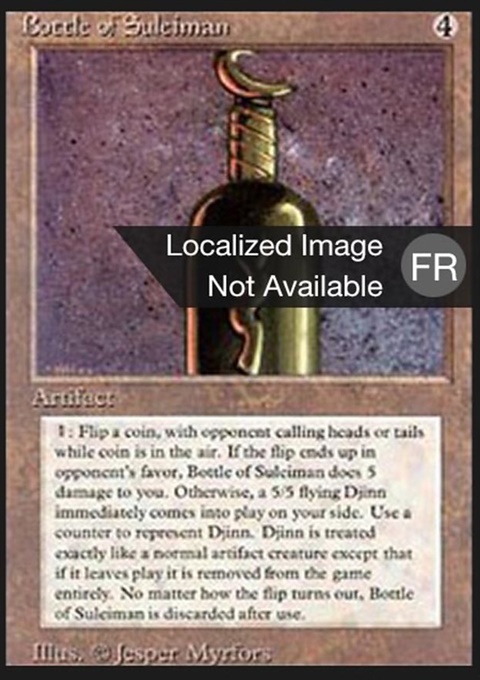 Bottle of Suleiman 4
Localized Image
Not Available
FR
Artifact
1: Flip a coin, with opponent calling heads or tails
while coin is in the air. If the flip ends up in
opponent's favor, Bottle of Suleiman does 5
damage to you. Otherwise, a 5/5 flying Djinn
immediately comes into play on your side. Use a
counter to represent Djinn. Djinn is treated
exactly like a normal artifact creature except that
if it leaves play it is removed from the game
entirely. No matter how the flip turns out, Bottle
of Suleiman is discarded after use.
Illus. © Jesper Myrfors